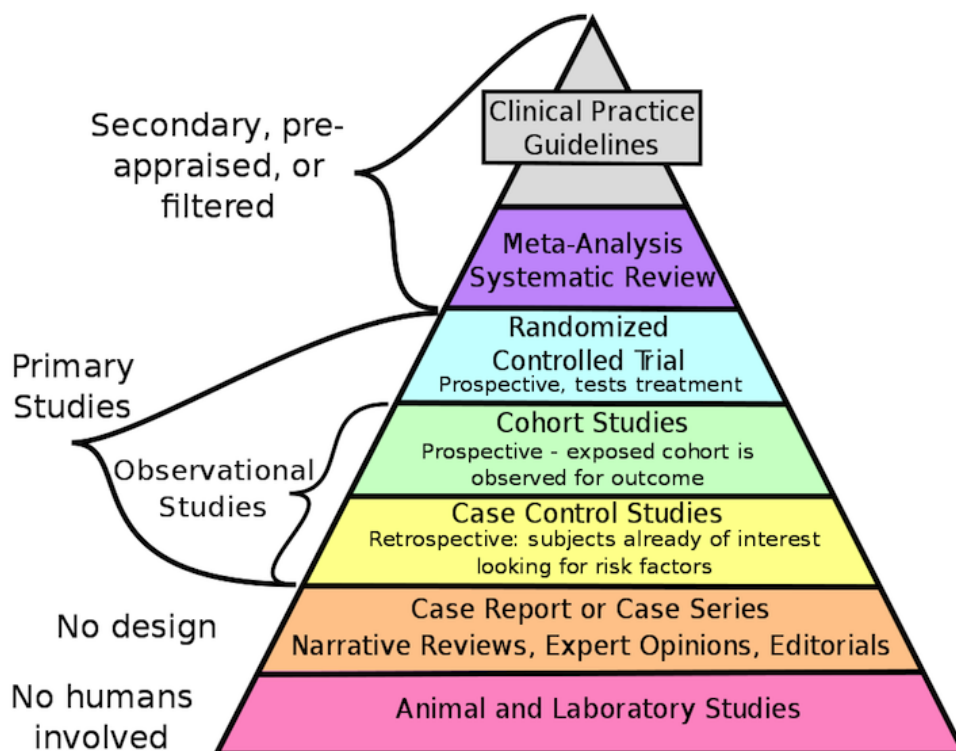 Clinical Practice
Guidelines
Secondary, pre-
appraised, or
filtered
Meta-Analysis
Systematic Review
Randomized
Controlled Trial
Prospective, tests treatment
Primary
Studies
Cohort Studies
Prospective - exposed cohort is
observed for outcome
Observational
Studies
Case Control Studies
Retrospective: subjects already of interest
looking for risk factors
No design
Case Report or Case Series
Narrative Reviews, Expert Opinions, Editorials
No humans
involved
Animal and Laboratory Studies